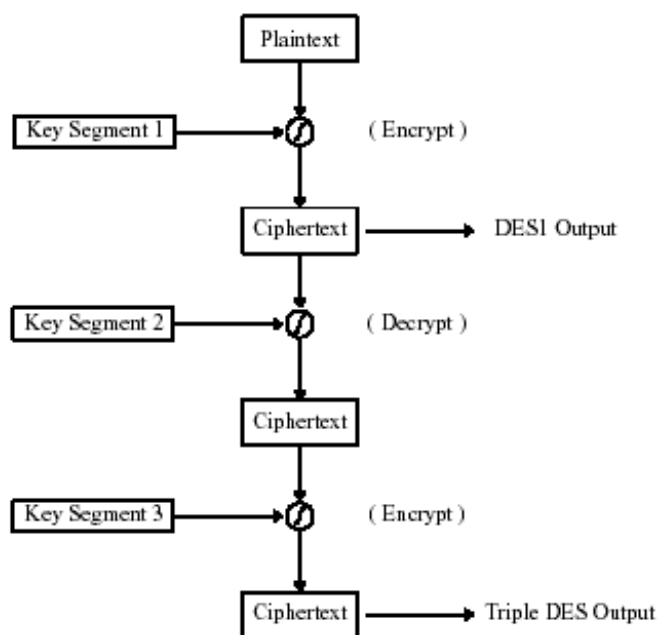 Plaintext
Key Segment 1
( Encrypt )
Ciphertext
DES1 Output
Key Segment 2
( Decrypt )
Ciphertext
Key Segment 3
( Encrypt )
Ciphertext
Triple DES Output